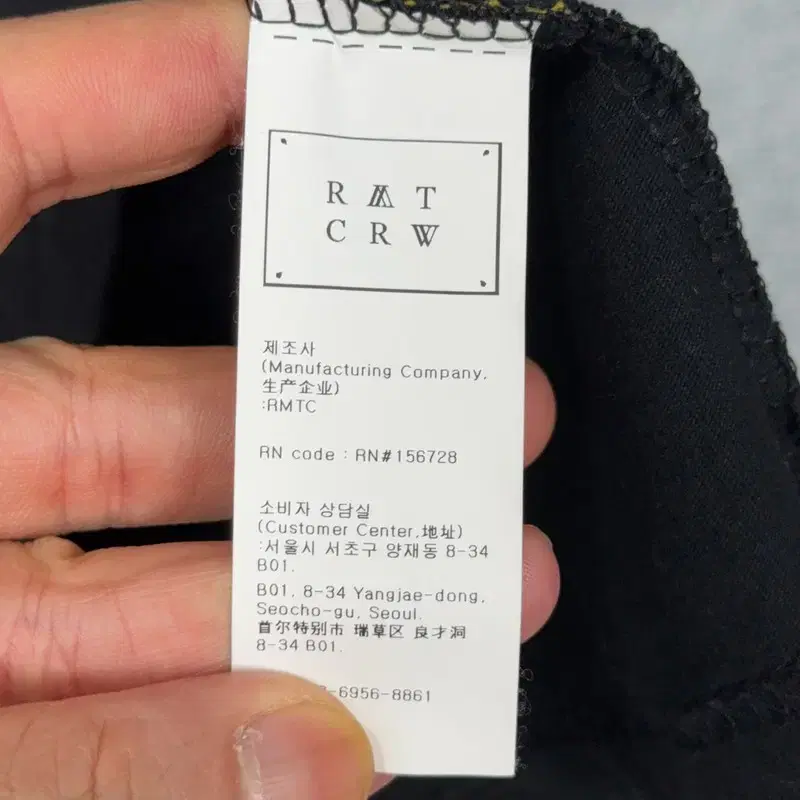 RMT
CRW
제조사
(Manufacturing Company,
生产企业)
:RMTC
RN code : RN#156728
소비자 상담실
(Customer Center,地址)
:서울시 서초구 양재동 8-34
B01.
B01, 8-34 Yangjae-dong,
Seocho-gu, Seoul.
首尔特别市 瑞草区 良才洞
8-34 B01.
-6956-8861